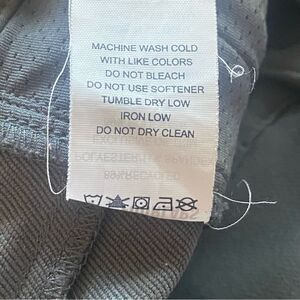 MACHINE WASH COLD
WITH LIKE COLORS
DO NOT BLEACH
DO NOT USE SOFTENER
TUMBLE DRY LOW
IRON LOW
DO NOT DRY CLEAN